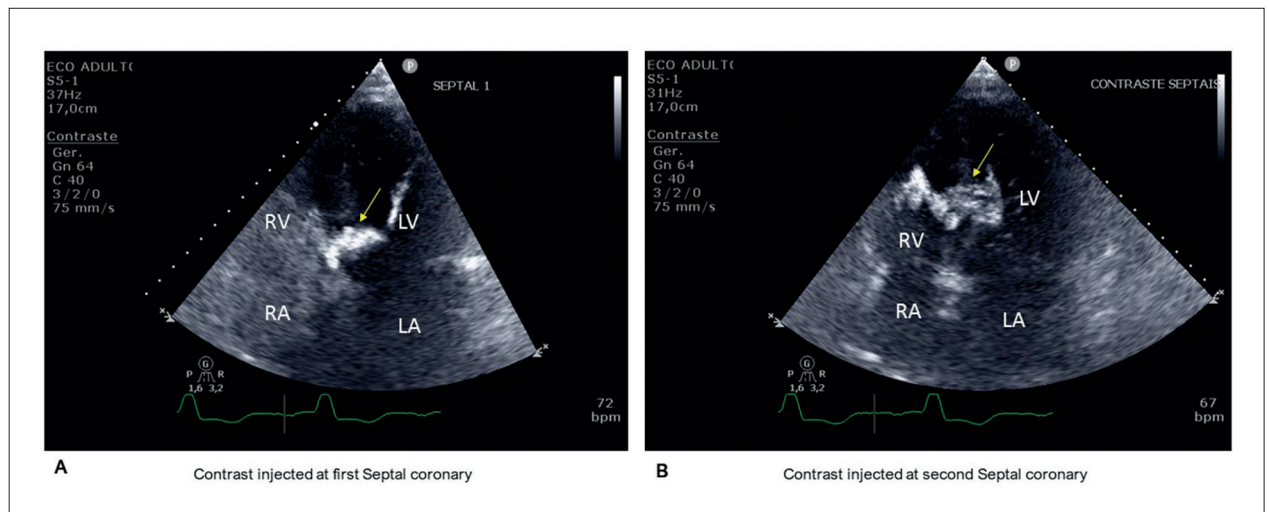 ECO ADULTO
S5-1
37Hz
17,0cm
Contraste
Ger.
Gn 64
C 40
3/2/0
75 mm/s
P
SEPTAL 1
RV
LV
RA
LA
G
P R
1,6 3,2
72
bpm
A
Contrast injected at first Septal coronary
ECO ADULTO
S5-1
31Hz
17,0cm
Contraste
Ger.
Gn 64
C 40
3/2/0
75 mm/s
P
CONTRASTE SEPTAIS
LV
RV
RA
LA
G
P R
1,6 3,2
67
bpm
B
Contrast injected at second Septal coronary